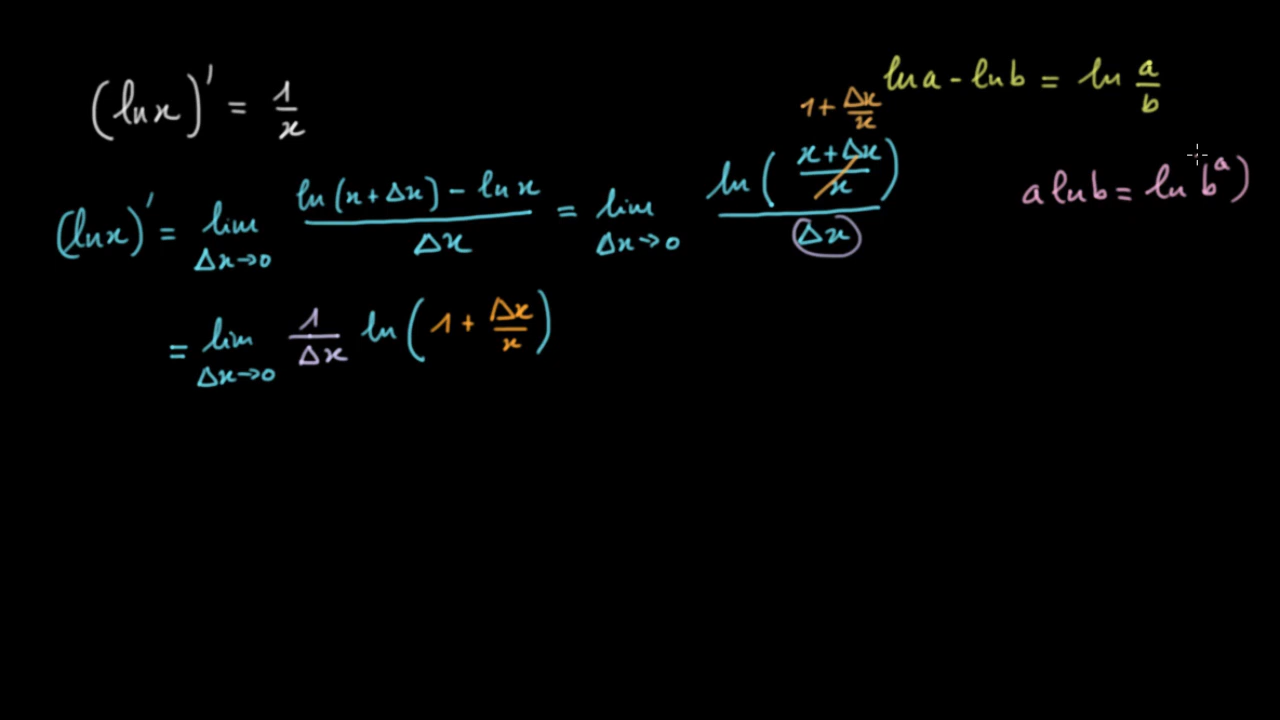 (ln x)' = 1/x
ln a - ln b = ln a/b
1 + Δx/x
(ln x)' = lim Δx→0 (ln (x + Δx) - ln x)/Δx = lim Δx→0 ln ((x + Δx)/x)/Δx
a ln b = ln b^a)
= lim Δx→0 1/Δx ln (1 + Δx/x)